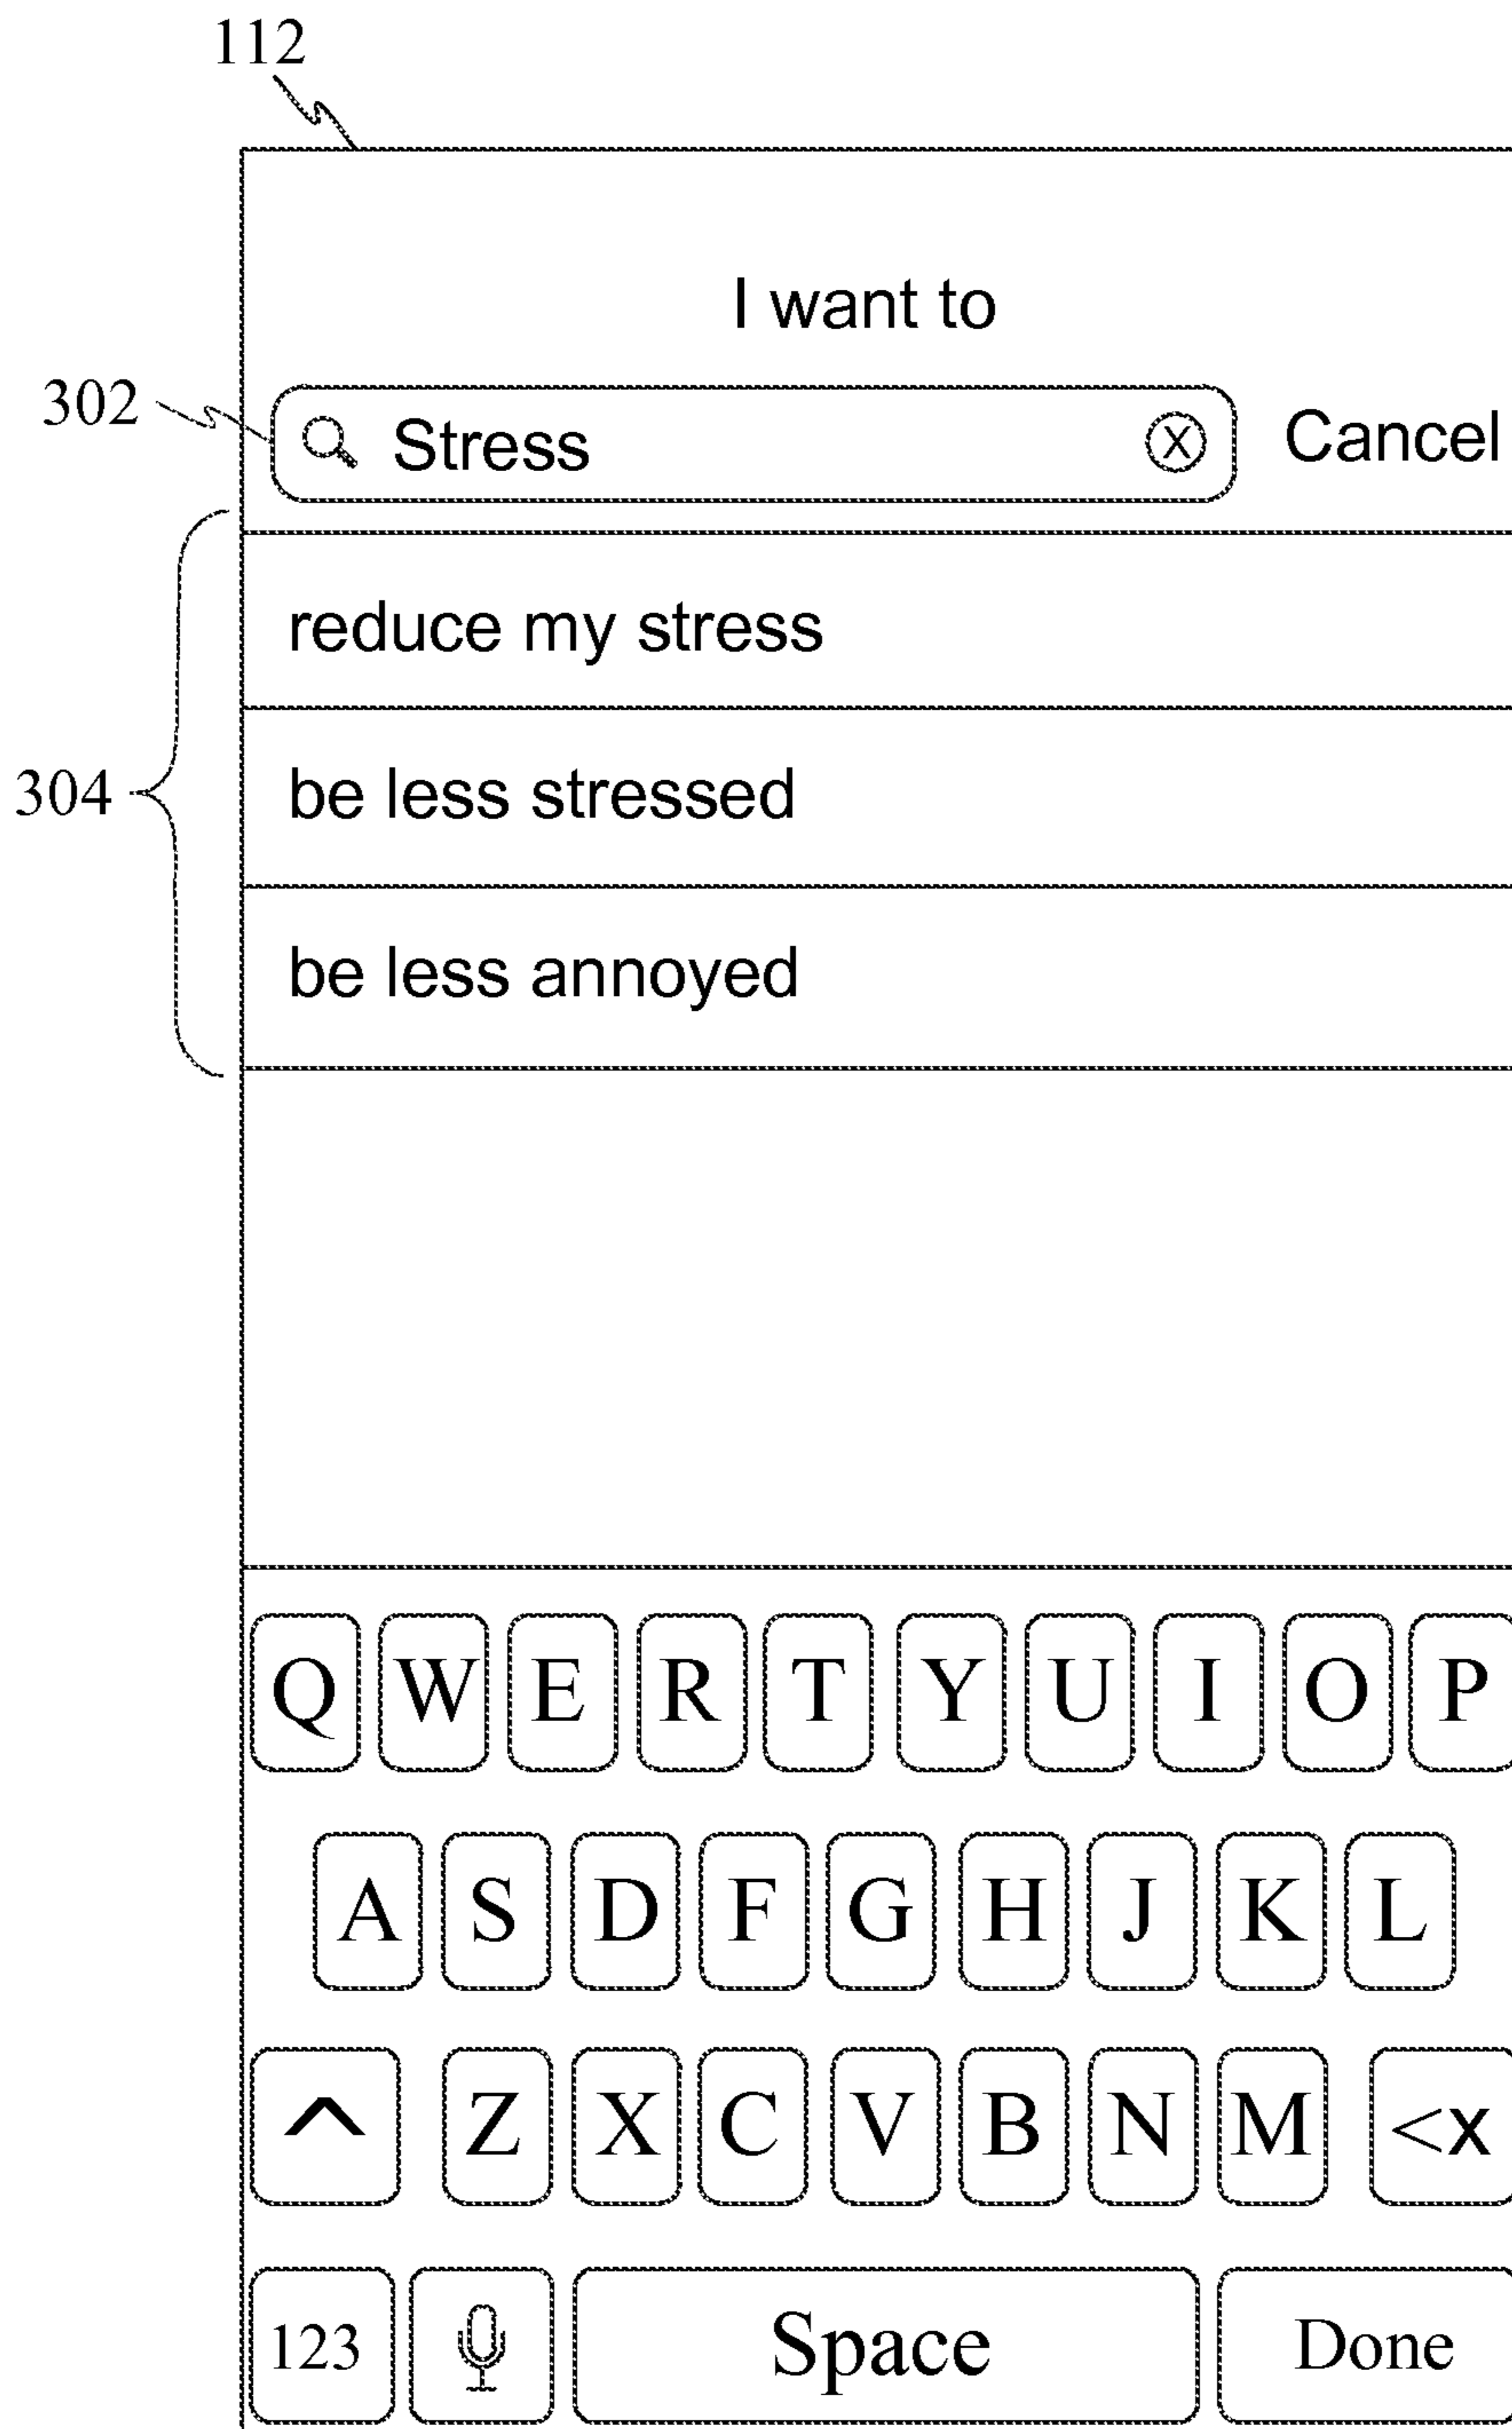 112
I want to
302
Stress Ⓧ Cancel
reduce my stress
304
be less stressed
be less annoyed
Q W E R T Y U I O P
A S D F G H J K L
^ Z X C V B N M <x
123 Space Done